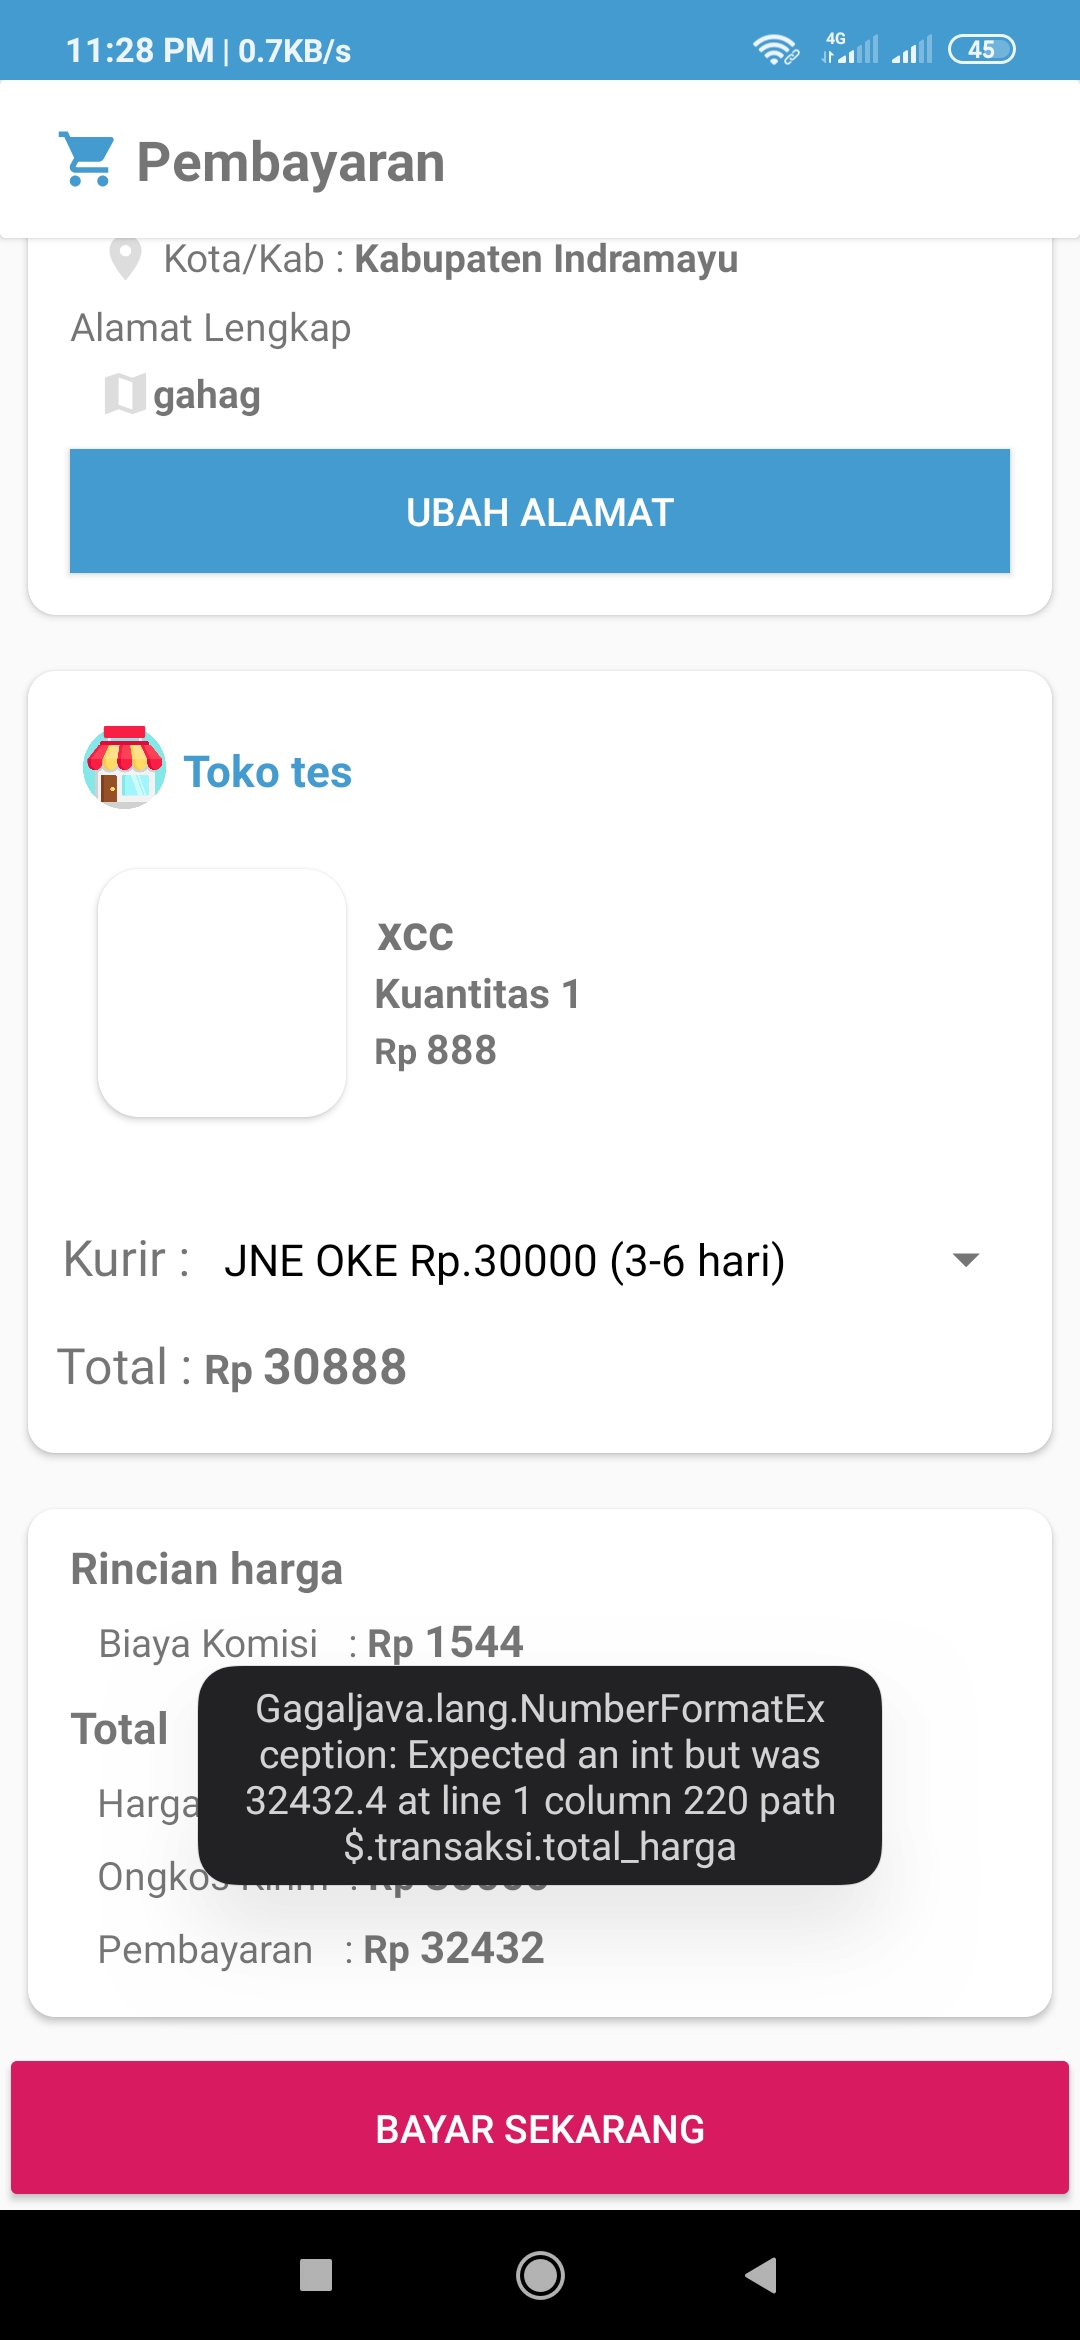 11:28 PM | 0.7KB/s 4G 45
Pembayaran
Kota/Kab : Kabupaten Indramayu
Alamat Lengkap
gahag
UBAH ALAMAT
Toko tes
xcc
Kuantitas 1
Rp 888
Kurir : JNE OKE Rp.30000 (3-6 hari)
Total : Rp 30888
Rincian harga
Biaya Komisi : Rp 1544
Total
Gagaljava.lang.NumberFormatEx
ception: Expected an int but was
32432.4 at line 1 column 220 path
$.transaksi.total_harga
Harga
Ongkos
Pembayaran : Rp 32432
BAYAR SEKARANG